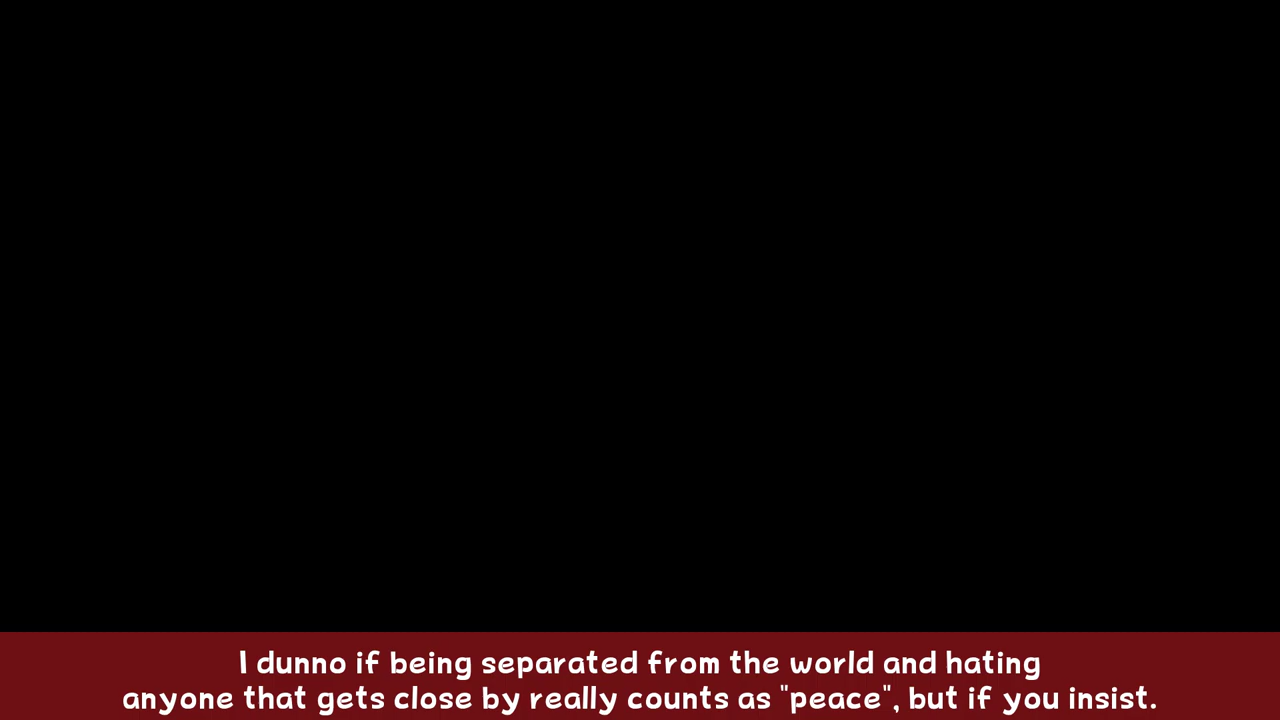 I dunno if being separated from the world and hating
anyone that gets close by really counts as "peace", but if you insist.